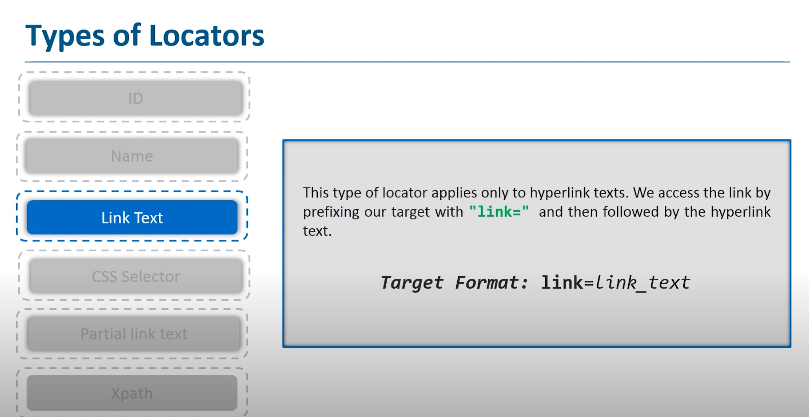 Types of Locators
ID
Name
Link Text
CSS Selector
Partial link text
Xpath
This type of locator applies only to hyperlink texts. We access the link by
prefixing our target with "link=" and then followed by the hyperlink
text.
Target Format: link=link_text